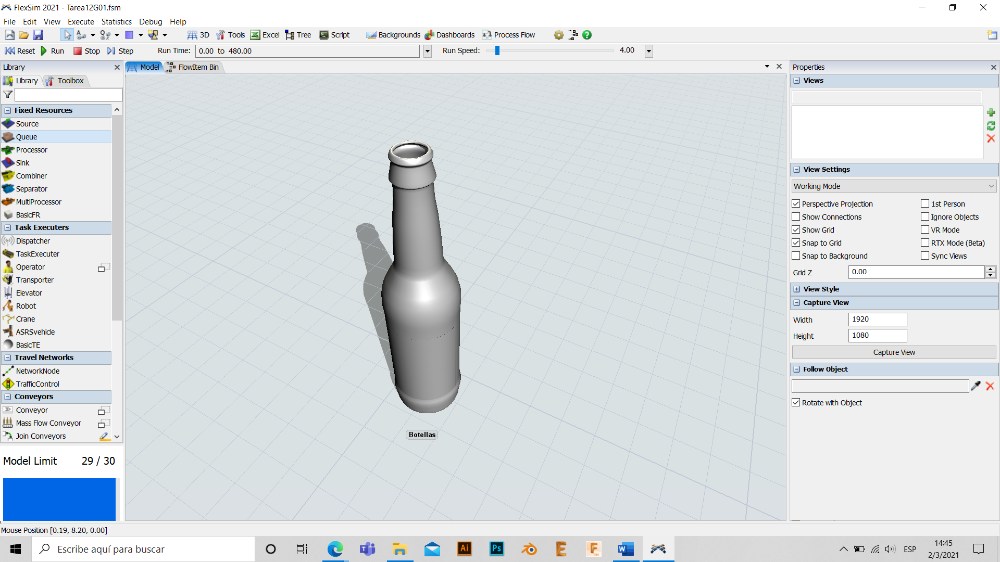 FlexSim 2021 - Tarea12G01.fsm
File Edit View Execute Statistics Debug Help
3D Tools Excel Tree Script Backgrounds Dashboards Process Flow
Reset Run Stop Step Run Time: 0.00 to 480.00 Run Speed: 4.00
Library
Library Toolbox
Fixed Resources
Source
Queue
Processor
Sink
Combiner
Separator
MultiProcessor
BasicFR
Task Executers
Dispatcher
TaskExecuter
Operator
Transporter
Elevator
Robot
Crane
ASRSvehicle
BasicTE
Travel Networks
NetworkNode
TrafficControl
Conveyors
Conveyor
Mass Flow Conveyor
Join Conveyors
Model Limit 29 / 30
Model FlowItem Bin
Botellas
Properties
Views
View Settings
Working Mode
Perspective Projection 1st Person
Show Connections Ignore Objects
Show Grid VR Mode
Snap to Grid RTX Mode (Beta)
Snap to Background Sync Views
Grid Z 0.00
View Style
Capture View
Width 1920
Height 1080
Capture View
Follow Object
Rotate with Object
Mouse Position [0.19, 8.20, 0.00]
Escribe aquí para buscar
Ai
Ps
ESP
14:45
2/3/2021